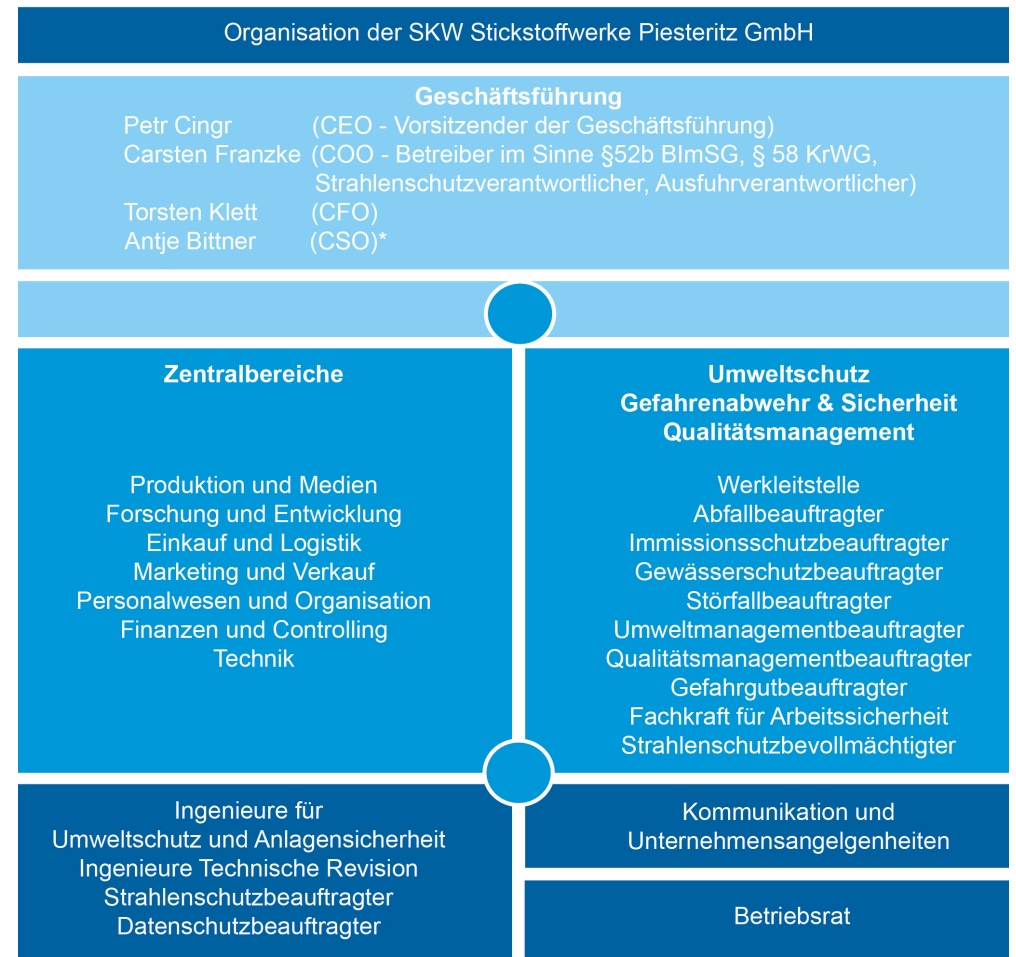 Organisation der SKW Stickstoffwerke Piesteritz GmbH
Geschäftsführung
Petr Cingr (CEO - Vorsitzender der Geschäftsführung)
Carsten Franzke (COO - Betreiber im Sinne §52b BImSG, § 58 KrWG,
Strahlenschutzverantwortlicher, Ausfuhrverantwortlicher)
Torsten Klett (CFO)
Antje Bittner (CSO)*
Zentralbereiche
Produktion und Medien
Forschung und Entwicklung
Einkauf und Logistik
Marketing und Verkauf
Personalwesen und Organisation
Finanzen und Controlling
Technik
Umweltschutz
Gefahrenabwehr & Sicherheit
Qualitätsmanagement
Werkleitstelle
Abfallbeauftragter
Immissionsschutzbeauftragter
Gewässerschutzbeauftragter
Störfallbeauftragter
Umweltmanagementbeauftragter
Qualitätsmanagementbeauftragter
Gefahrgutbeauftragter
Fachkraft für Arbeitssicherheit
Strahlenschutzbevollmächtigter
Ingenieure für
Umweltschutz und Anlagensicherheit
Ingenieure Technische Revision
Strahlenschutzbeauftragter
Datenschutzbeauftragter
Kommunikation und
Unternehmensangelgenheiten
Betriebsrat